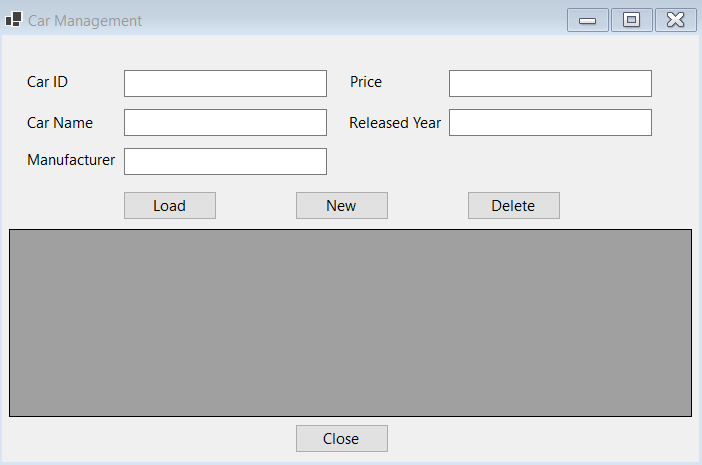 Car Management
Car ID Price
Car Name Released Year
Manufacturer
Load New Delete
Close